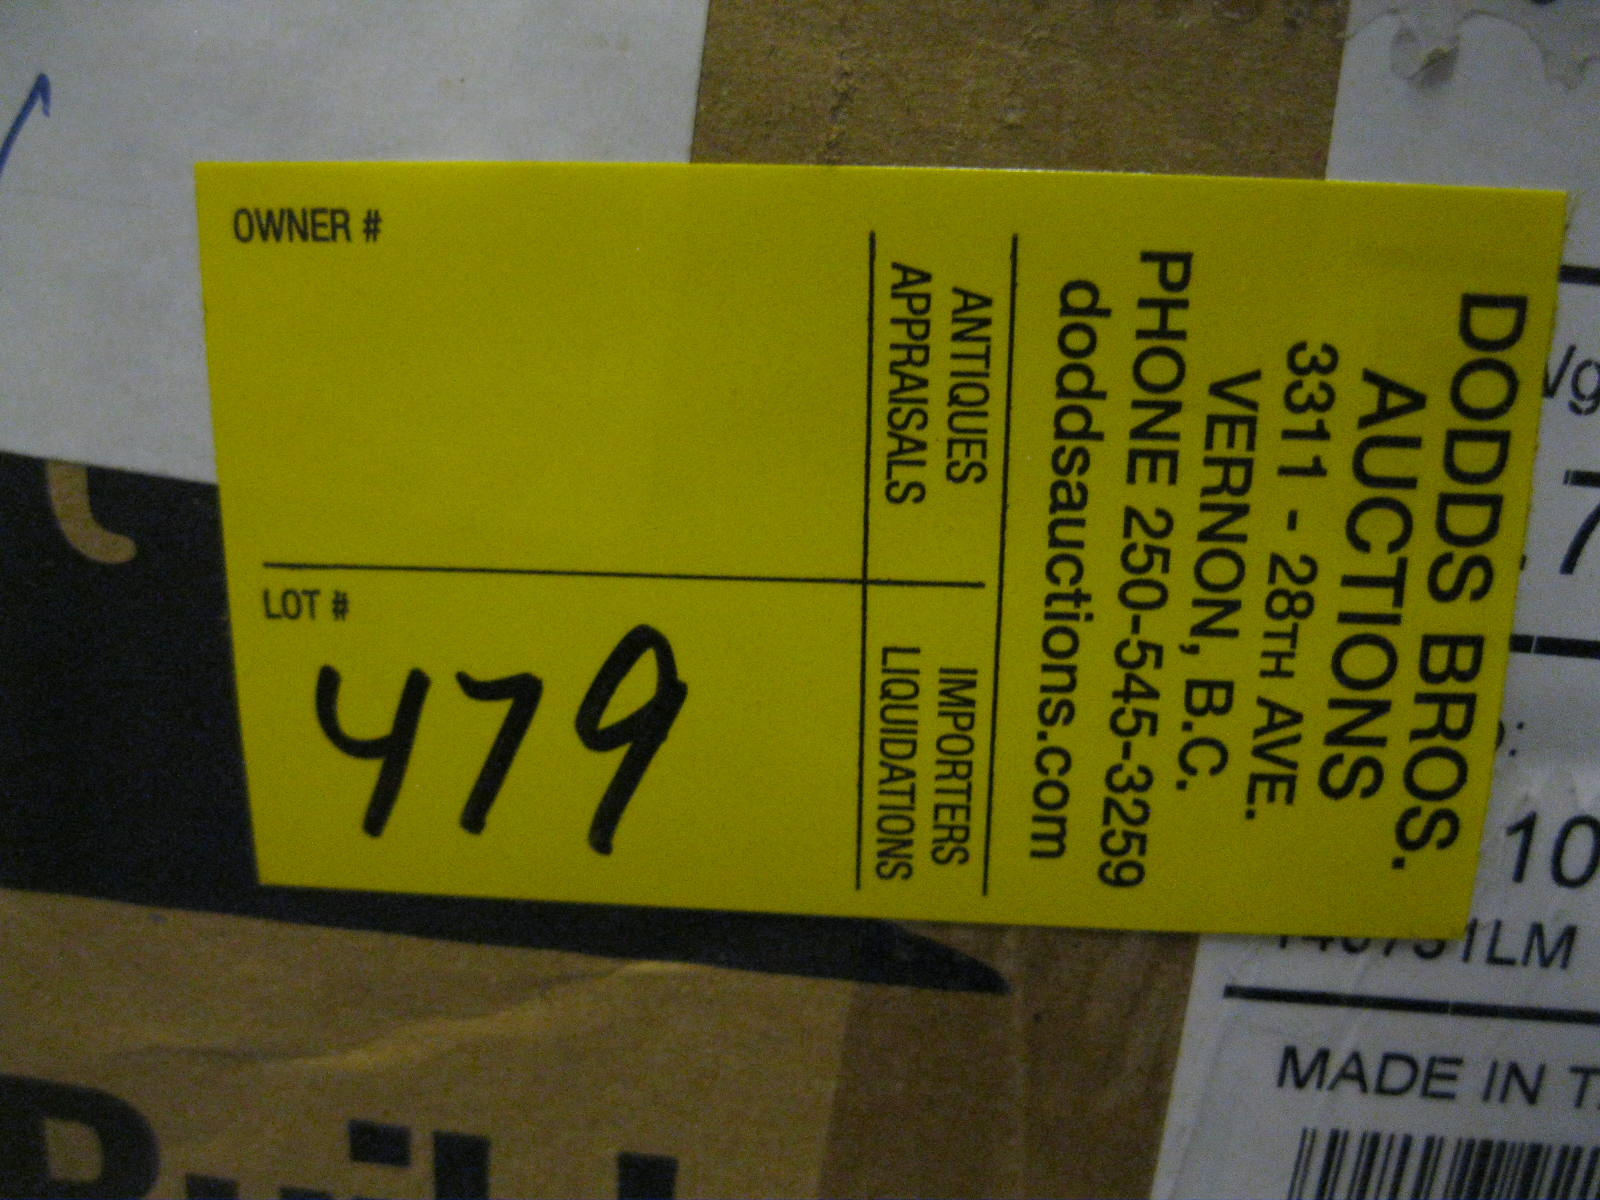 DODDS BROS.
AUCTIONS
3311 - 28TH AVE.
VERNON, B.C.
PHONE 250-545-3259
doddsauctions.com
ANTIQUES
APPRAISALS
IMPORTERS
LIQUIDATIONS
OWNER #
LOT #
479
10
MADE IN